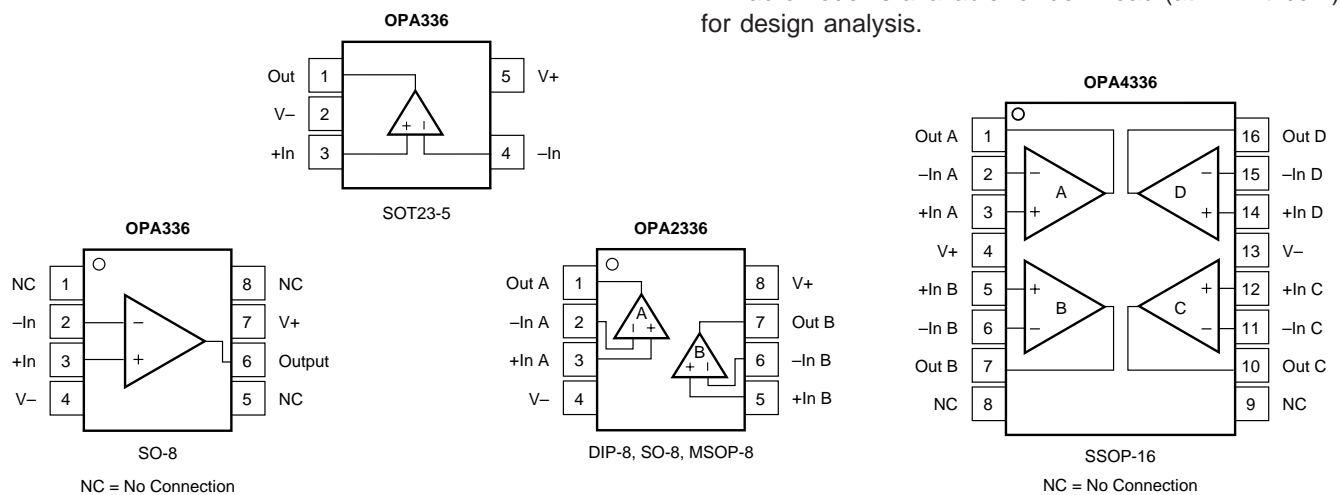 for design analysis.
OPA336
Out 1
V– 2
+In 3
5 V+
4 –In
+ –
SOT23-5
OPA336
NC 1
–In 2
+In 3
V– 4
8 NC
7 V+
6 Output
5 NC
–
+
SO-8
NC = No Connection
OPA2336
Out A 1
–In A 2
+In A 3
V– 4
8 V+
7 Out B
6 –In B
5 +In B
A
– +
B
+ –
DIP-8, SO-8, MSOP-8
OPA4336
Out A 1
–In A 2
+In A 3
V+ 4
+In B 5
–In B 6
Out B 7
NC 8
16 Out D
15 –In D
14 +In D
13 V–
12 +In C
11 –In C
10 Out C
9 NC
– A +
– D +
+ B –
+ C –
SSOP-16
NC = No Connection